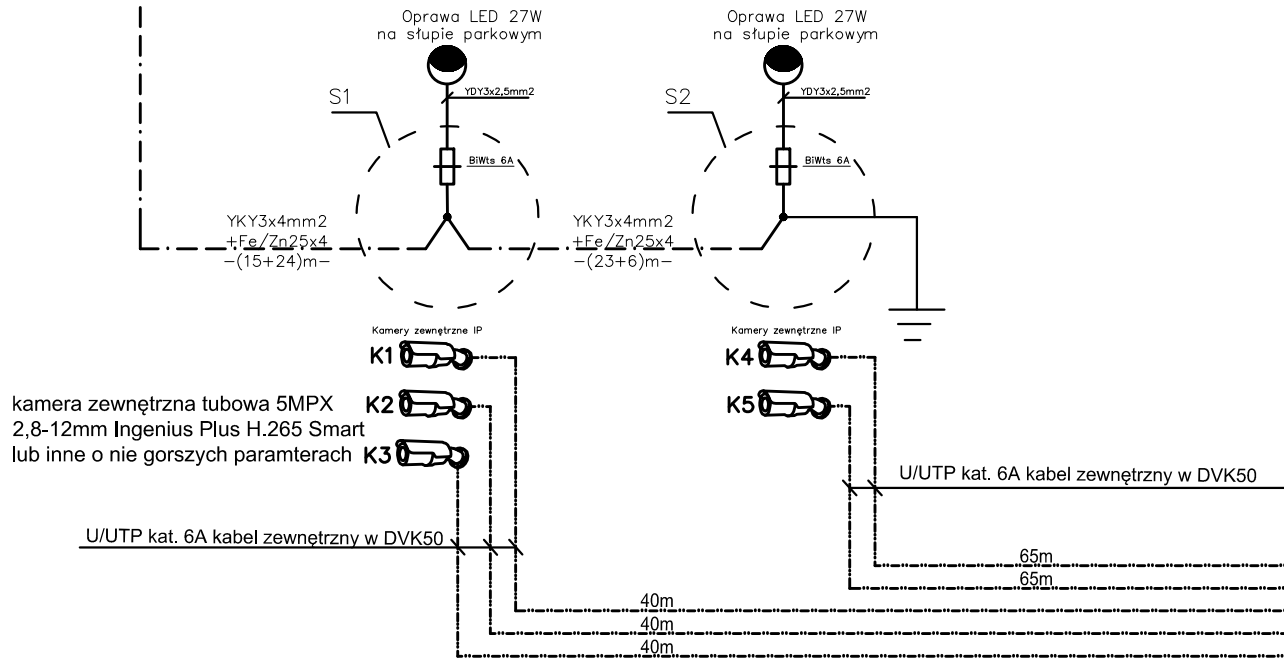 Oprawa LED 27W
na słupie parkowym
Oprawa LED 27W
na słupie parkowym
YDY3x2,5mm2
YDY3x2,5mm2
S1
S2
BiWts 6A
BiWts 6A
YKY3x4mm2
+Fe/Zn25x4
-(15+24)m-
YKY3x4mm2
+Fe/Zn25x4
-(23+6)m-
Kamery zewnętrzne IP
Kamery zewnętrzne IP
K1
K4
K2
K5
kamera zewnętrzna tubowa 5MPX
2,8-12mm Ingenius Plus H.265 Smart
lub inne o nie gorszych paramterach
K3
U/UTP kat. 6A kabel zewnętrzny w DVK50
U/UTP kat. 6A kabel zewnętrzny w DVK50
65m
65m
40m
40m
40m